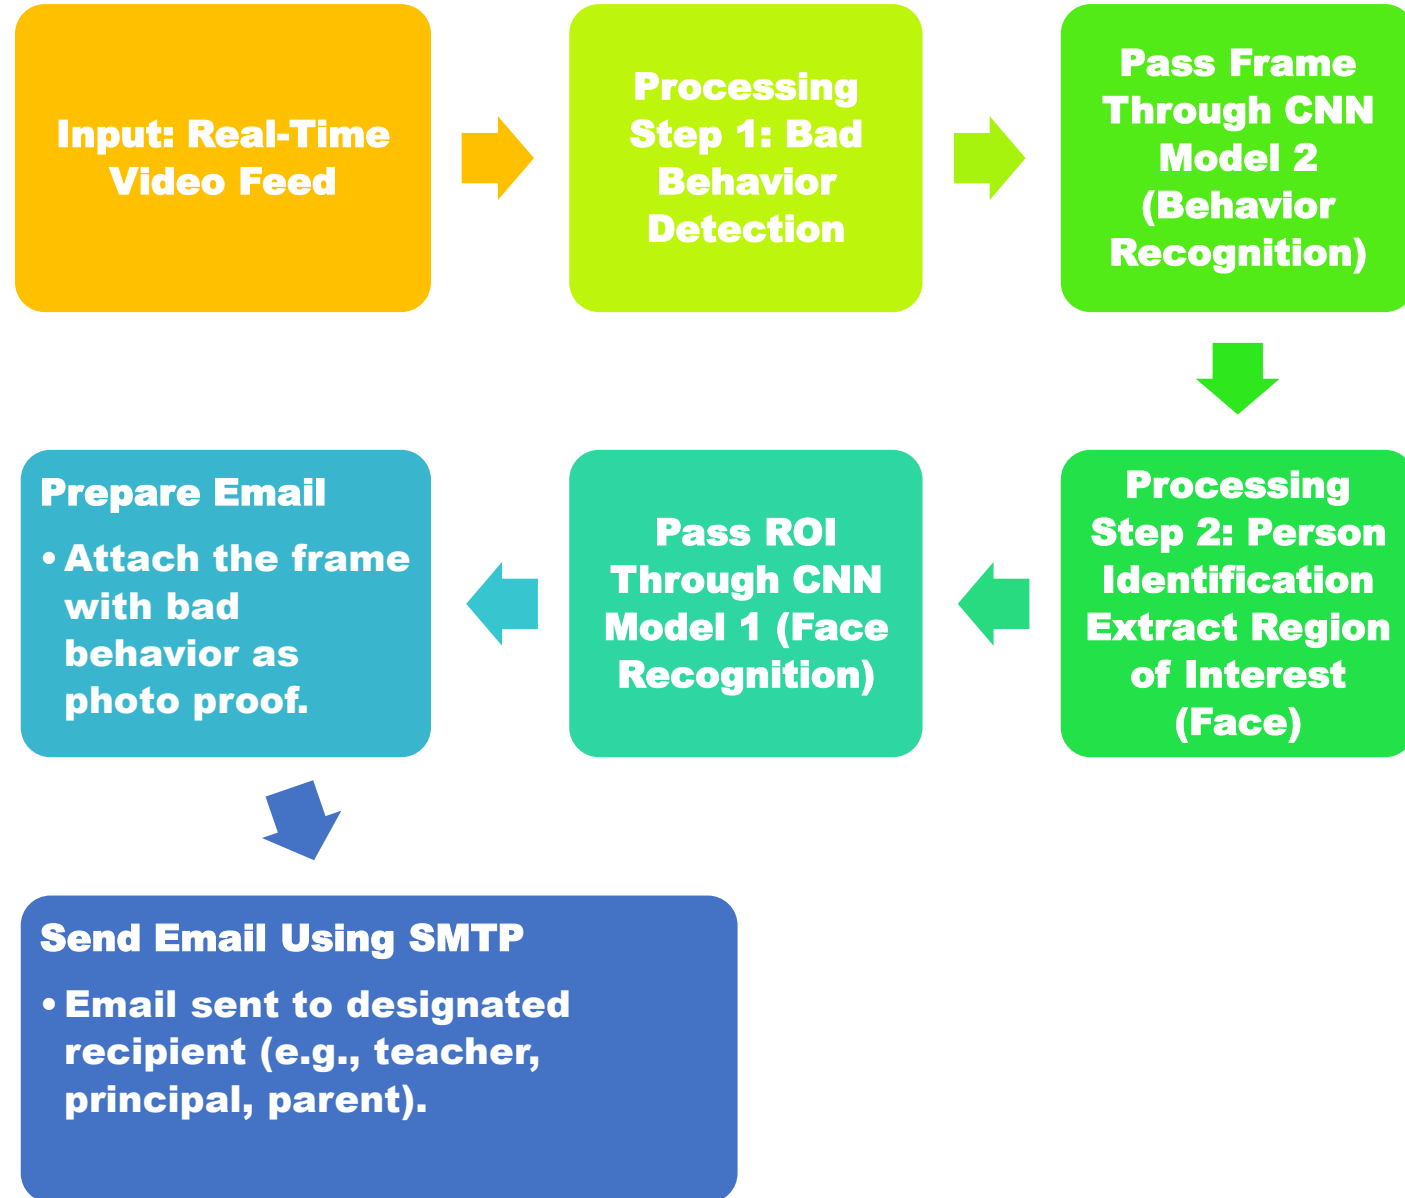 Input: Real-Time
Video Feed
Processing
Step 1: Bad
Behavior
Detection
Pass Frame
Through CNN
Model 2
(Behavior
Recognition)
Processing
Step 2: Person
Identification
Extract Region
of Interest
(Face)
Pass ROI
Through CNN
Model 1 (Face
Recognition)
Prepare Email
• Attach the frame
with bad
behavior as
photo proof.
Send Email Using SMTP
• Email sent to designated
recipient (e.g., teacher,
principal, parent).